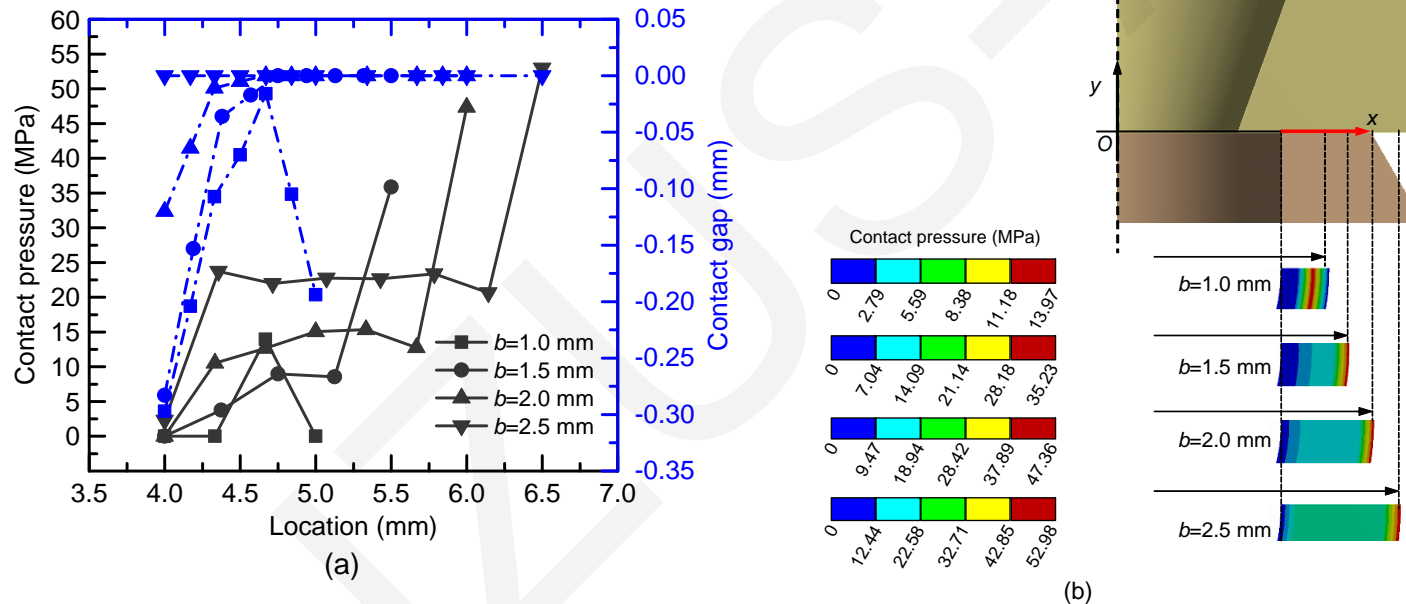 60
55
50
45
40
35
30
25
20
15
10
5
0
Contact pressure (MPa)
0.05
0.00
-0.05
-0.10
-0.15
-0.20
-0.25
-0.30
-0.35
Contact gap (mm)
b=1.0 mm
b=1.5 mm
b=2.0 mm
b=2.5 mm
3.5 4.0 4.5 5.0 5.5 6.0 6.5 7.0
Location (mm)
(a)
y
x
O
Contact pressure (MPa)
0 2.79 5.59 8.38 11.18 13.97
0 7.04 14.09 21.14 28.18 35.23
0 9.47 18.94 28.42 37.89 47.36
0 12.44 22.58 32.71 42.85 52.98
b=1.0 mm
b=1.5 mm
b=2.0 mm
b=2.5 mm
(b)